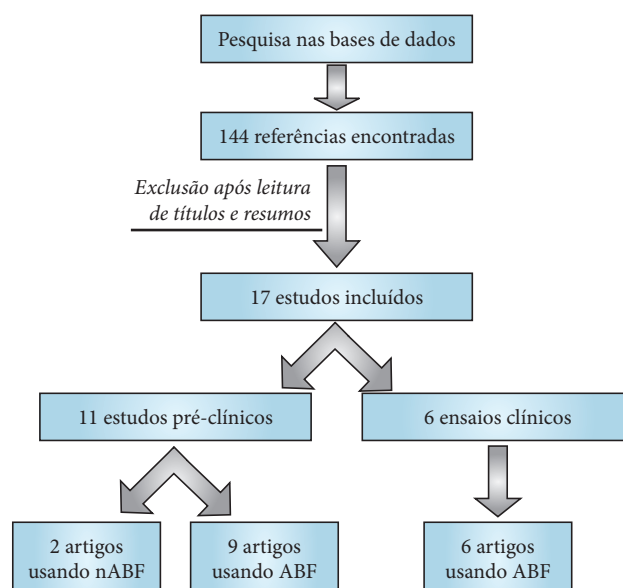 Pesquisa nas bases de dados
144 referências encontradas
Exclusão após leitura
de títulos e resumos
17 estudos incluídos
11 estudos pré-clínicos
6 ensaios clínicos
2 artigos
usando nABF
9 artigos
usando ABF
6 artigos
usando ABF